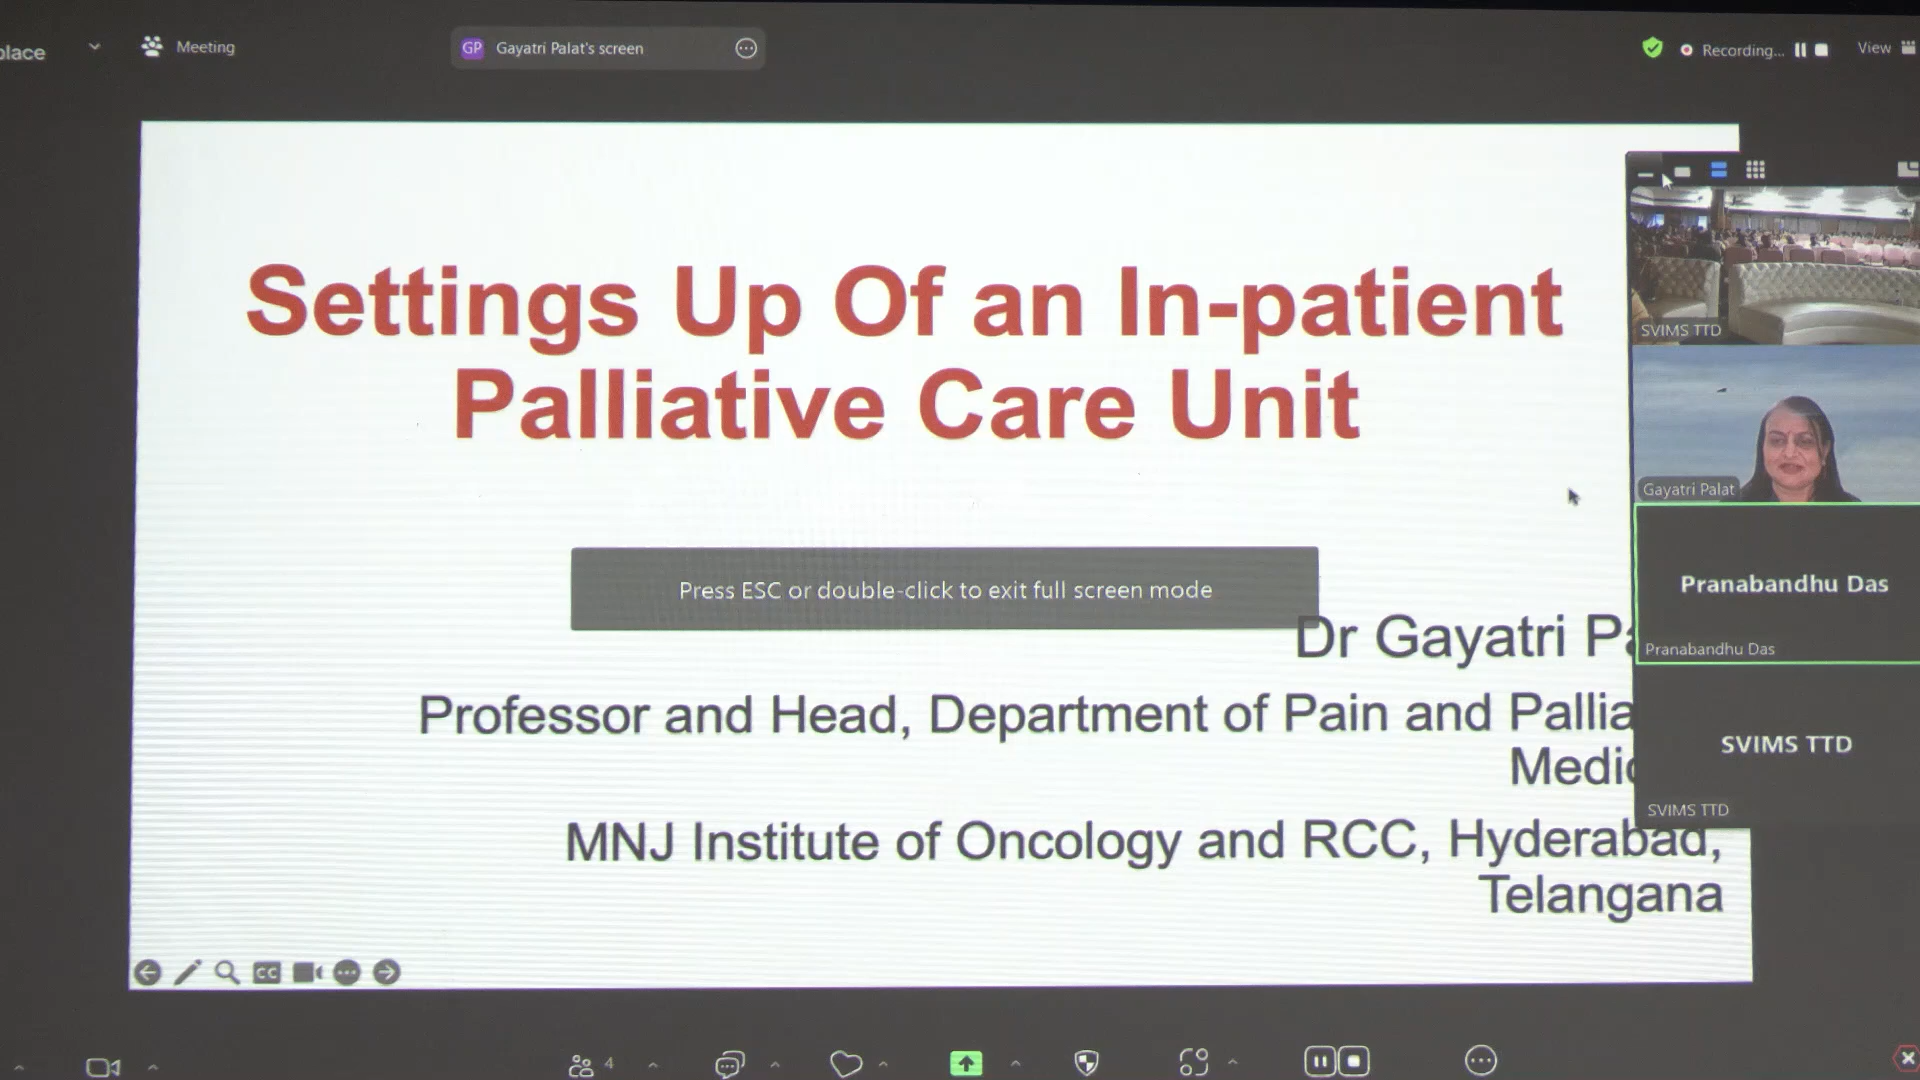 place
Meeting
GP Gayatri Palat's screen
Recording...
View
Settings Up Of an In-patient
Palliative Care Unit
SVIMS TTD
Gayatri Palat
Press ESC or double-click to exit full screen mode
Pranabandhu Das
Pranabandhu Das
Dr Gayatri
Professor and Head, Department of Pain and
SVIMS TTD
SVIMS TTD
MNJ Institute of Oncology and RCC, Hyderabad,
Telangana
CC
4